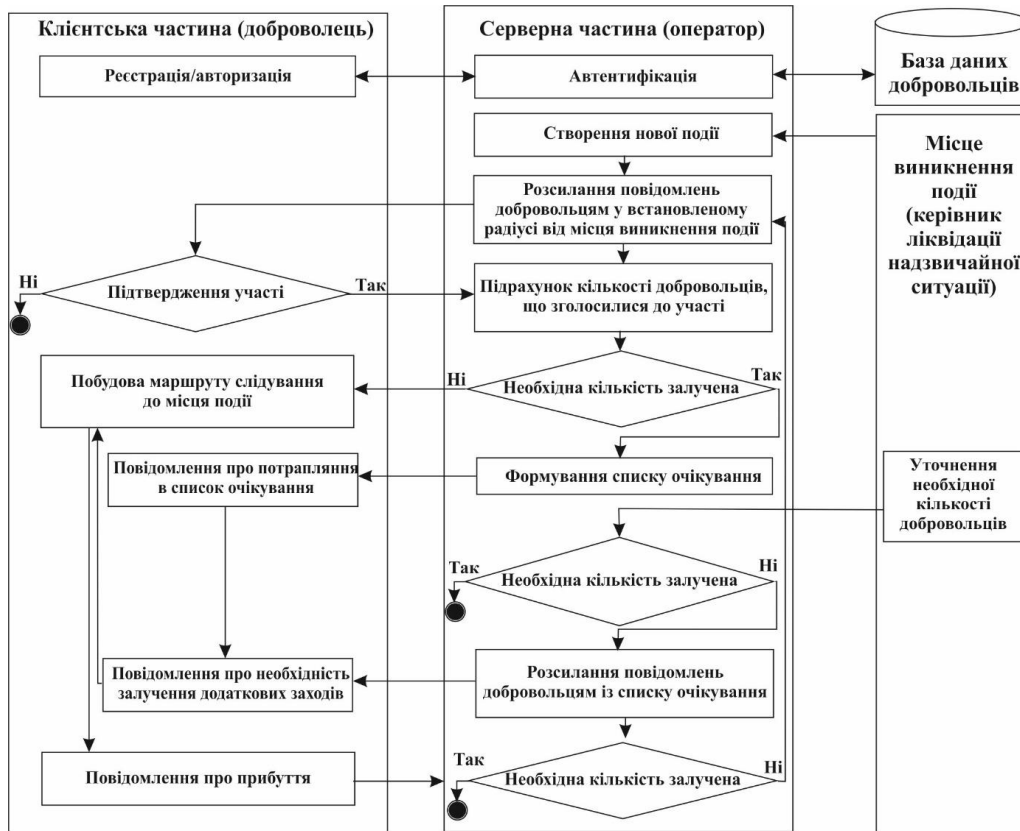 Клієнтська частина (доброволець)
Серверна частина (оператор)
База даних
добровольців
Реєстрація/авторизація
Автентифікація
Створення нової події
Місце
виникнення
події
(керівник
ліквідації
надзвичайної
ситуації)
Розсилання повідомлень
добровольцям у встановленому
радіусі від місця виникнення події
Ні
Підтвердження участі
Так
Підрахунок кількості добровольців,
що зголосилися до участі
Побудова маршруту слідування
до місця події
Ні
Необхідна кількість залучена
Так
Повідомлення про потрапляння
в список очікування
Формування списку очікування
Уточнення
необхідної
кількості
добровольців
Так
Необхідна кількість залучена
Ні
Повідомлення про необхідність
залучення додаткових заходів
Розсилання повідомлень
добровольцям із списку очікування
Повідомлення про прибуття
Так
Необхідна кількість залучена
Ні